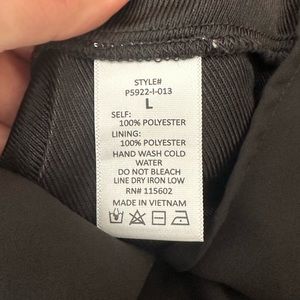 STYLE#
P5922-I-013
L
SELF:
100% POLYESTER
LINING:
100% POLYESTER
HAND WASH COLD
WATER
DO NOT BLEACH
LINE DRY IRON LOW
RN# 115602
MADE IN VIETNAM